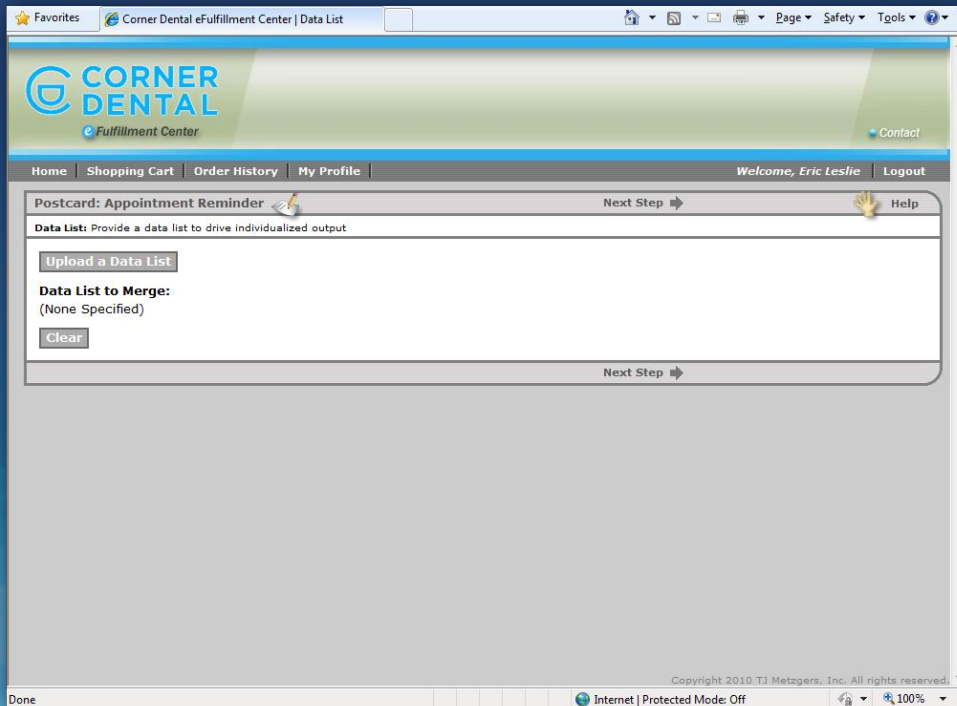 Favorites Corner Dental eFulfillment Center | Data List Page Safety Tools
CORNER
DENTAL
e Fulfillment Center
Contact
Home Shopping Cart Order History My Profile Welcome, Eric Leslie Logout
Postcard: Appointment Reminder Next Step Help
Data List: Provide a data list to drive individualized output
Upload a Data List
Data List to Merge:
(None Specified)
Clear
Next Step
Copyright 2010 TJ Metzgers, Inc. All rights reserved.
Done Internet | Protected Mode: Off 100%